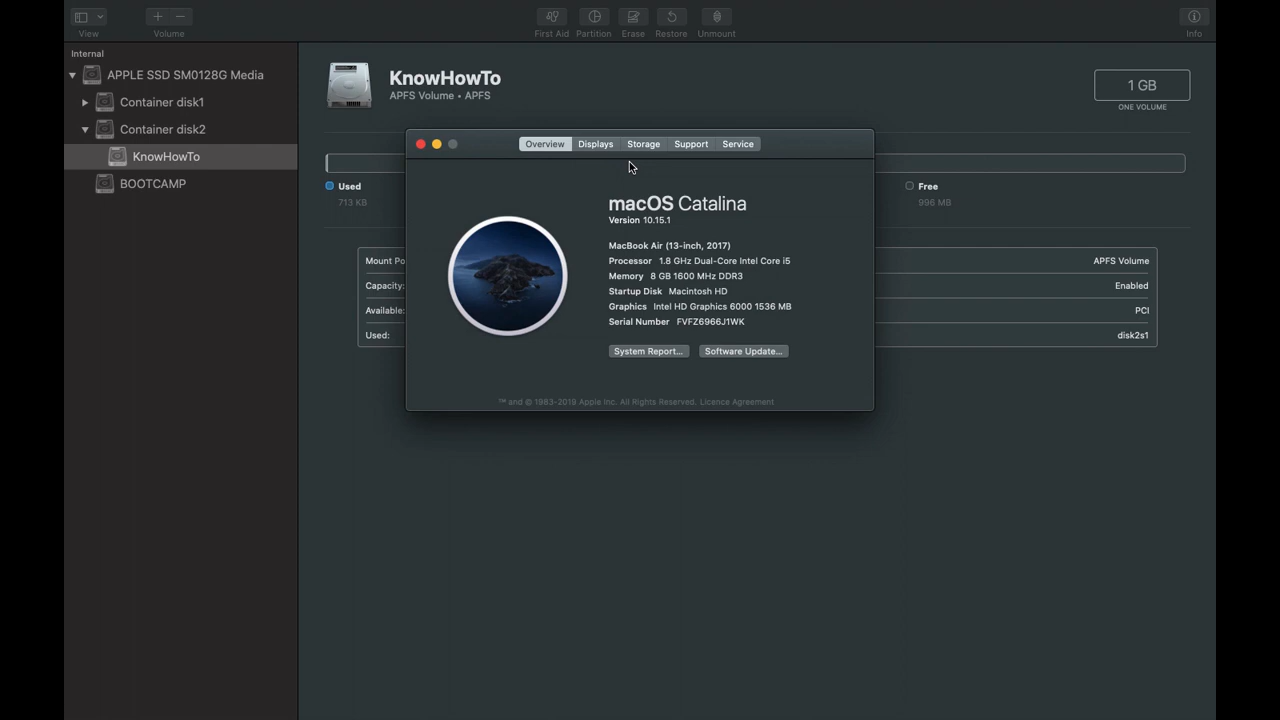 View
Volume
First Aid
Partition
Erase
Restore
Unmount
Info
Internal
APPLE SSD SM0128G Media
Container disk1
Container disk2
KnowHowTo
BOOTCAMP
KnowHowTo
APFS Volume • APFS
1 GB
ONE VOLUME
Used
713 KB
Free
996 MB
Mount Po
Capacity:
Available:
Used:
APFS Volume
Enabled
PCI
disk2s1
Overview
Displays
Storage
Support
Service
macOS Catalina
Version 10.15.1
MacBook Air (13-inch, 2017)
Processor 1.8 GHz Dual-Core Intel Core i5
Memory 8 GB 1600 MHz DDR3
Startup Disk Macintosh HD
Graphics Intel HD Graphics 6000 1536 MB
Serial Number FVFZ6966J1WK
System Report...
Software Update...
™ and © 1983-2019 Apple Inc. All Rights Reserved. Licence Agreement